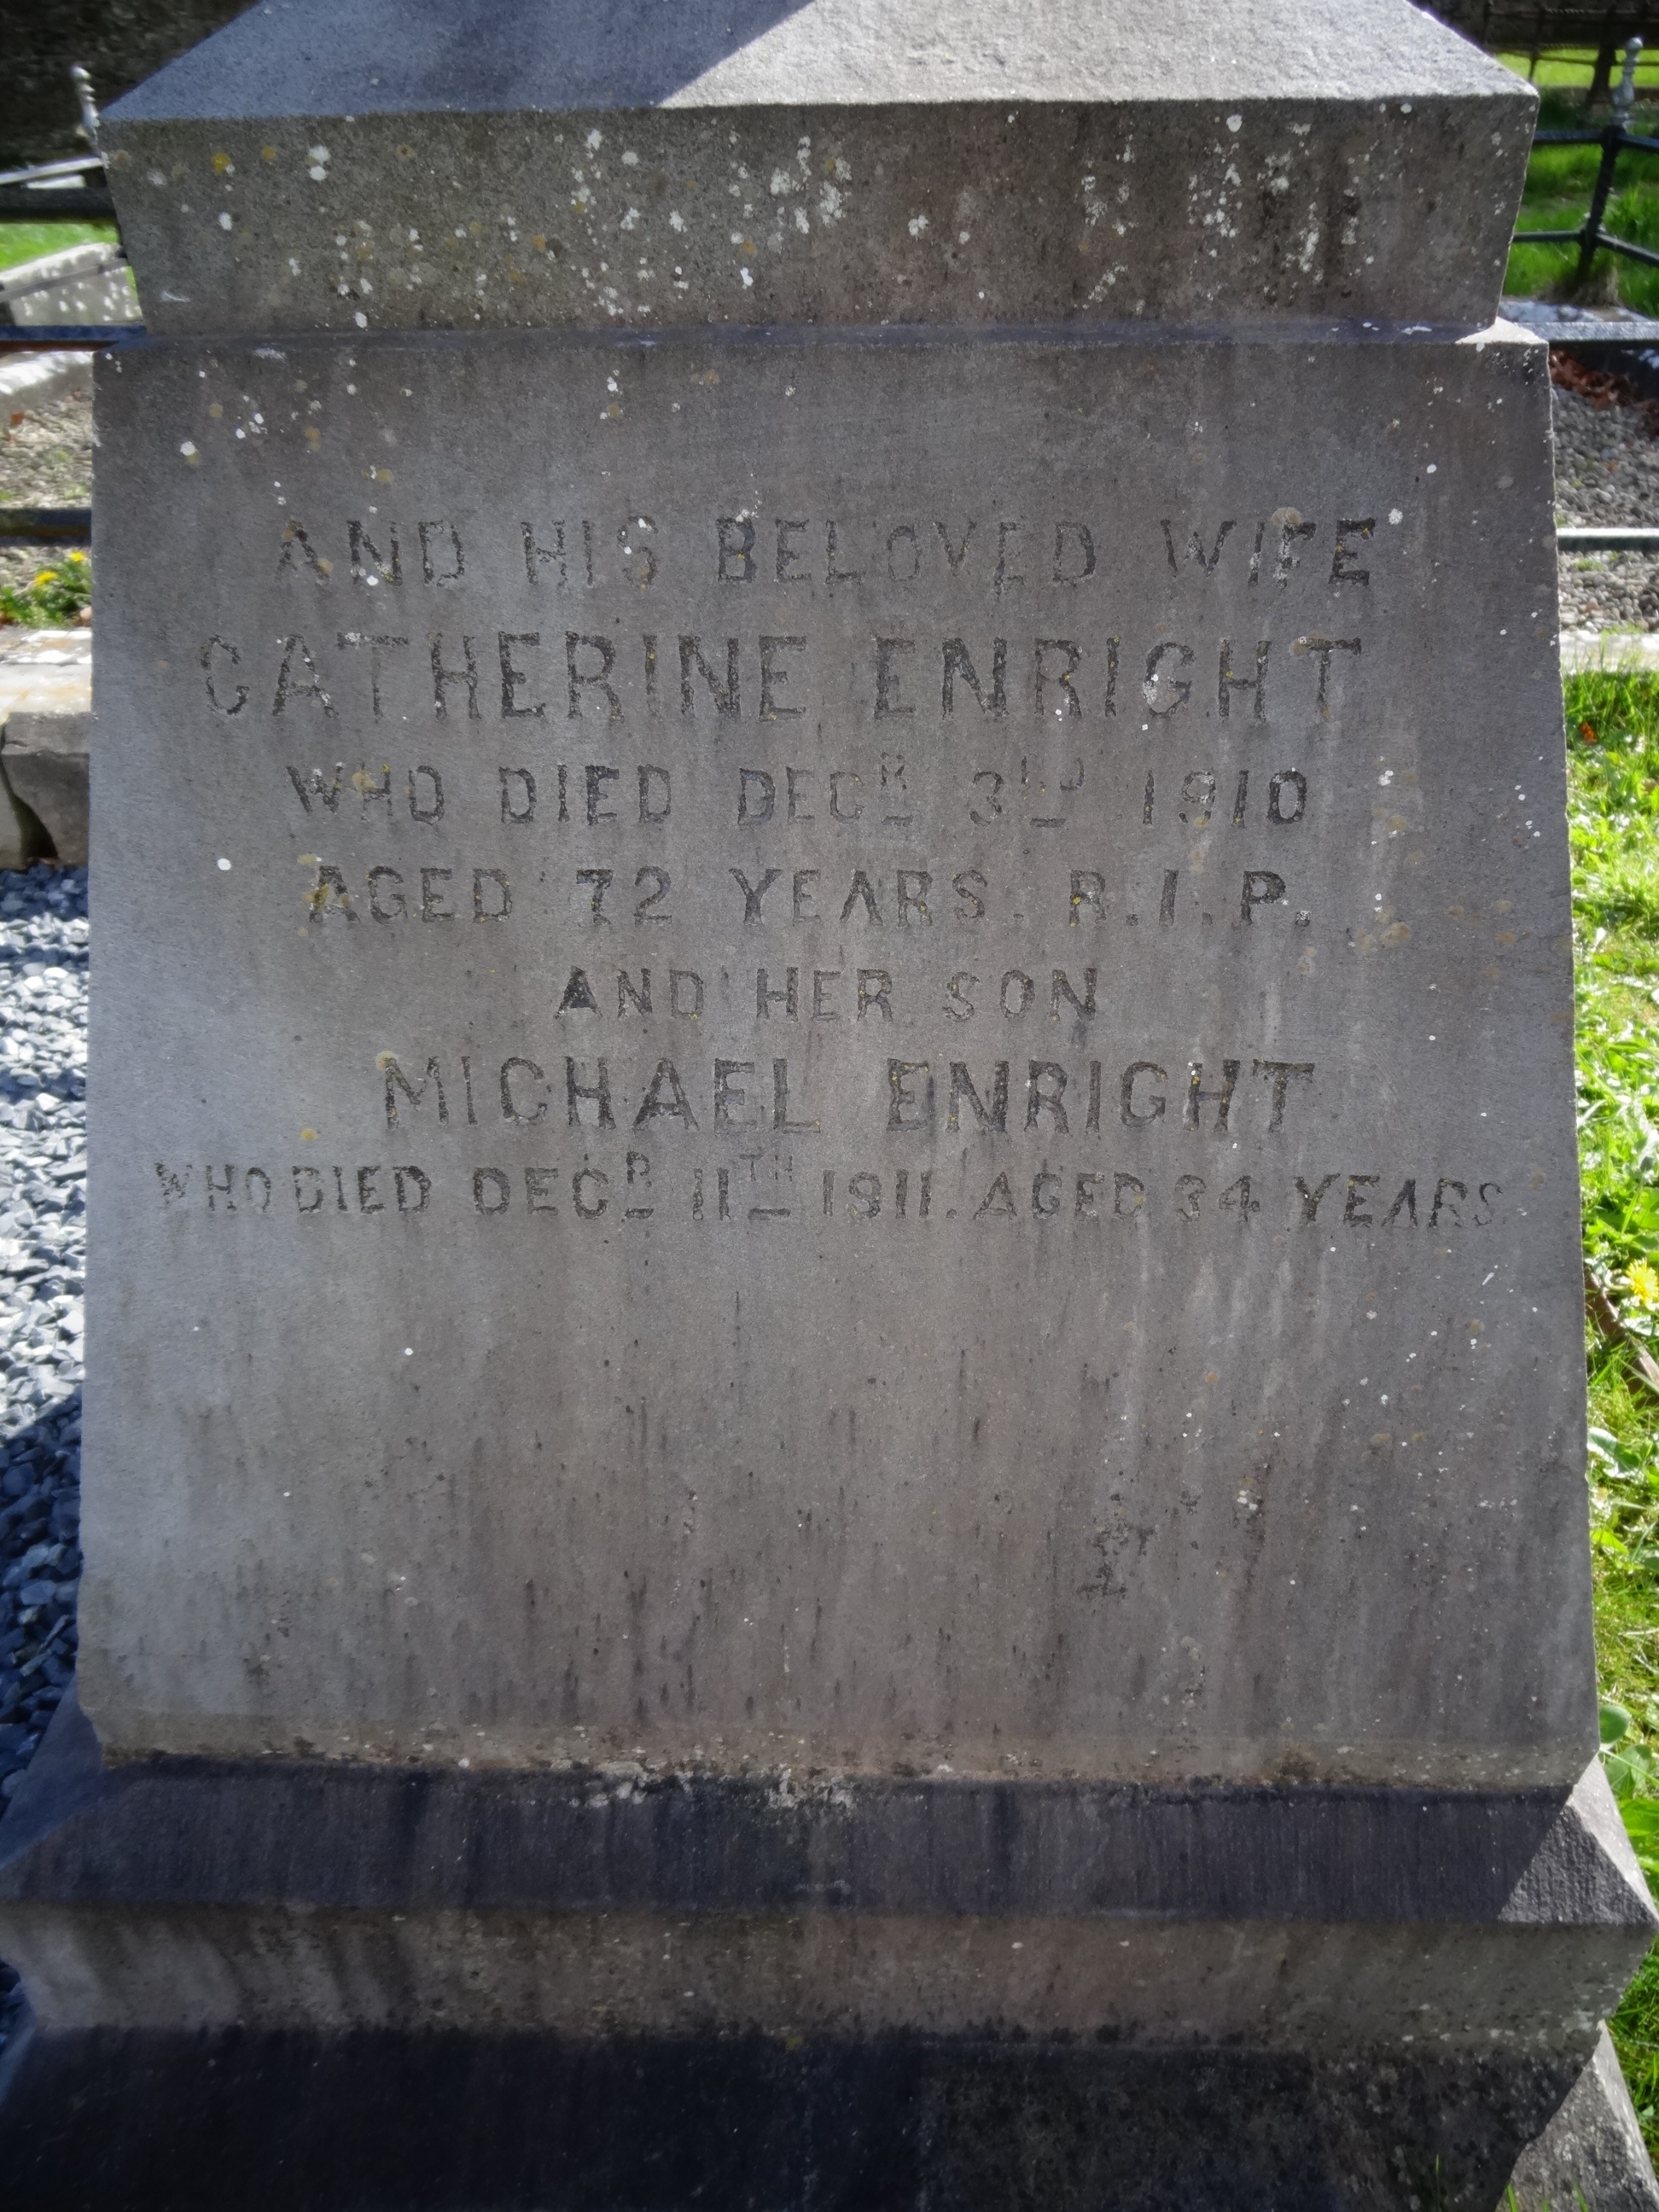 AND HIS BELOVED WIFE
CATHERINE ENRIGHT
WHO DIED DECR 3RD 1910
AGED 72 YEARS. R.I.P.
AND HER SON
MICHAEL ENRIGHT
WHO DIED DECR 11TH 1911. AGED 34 YEARS